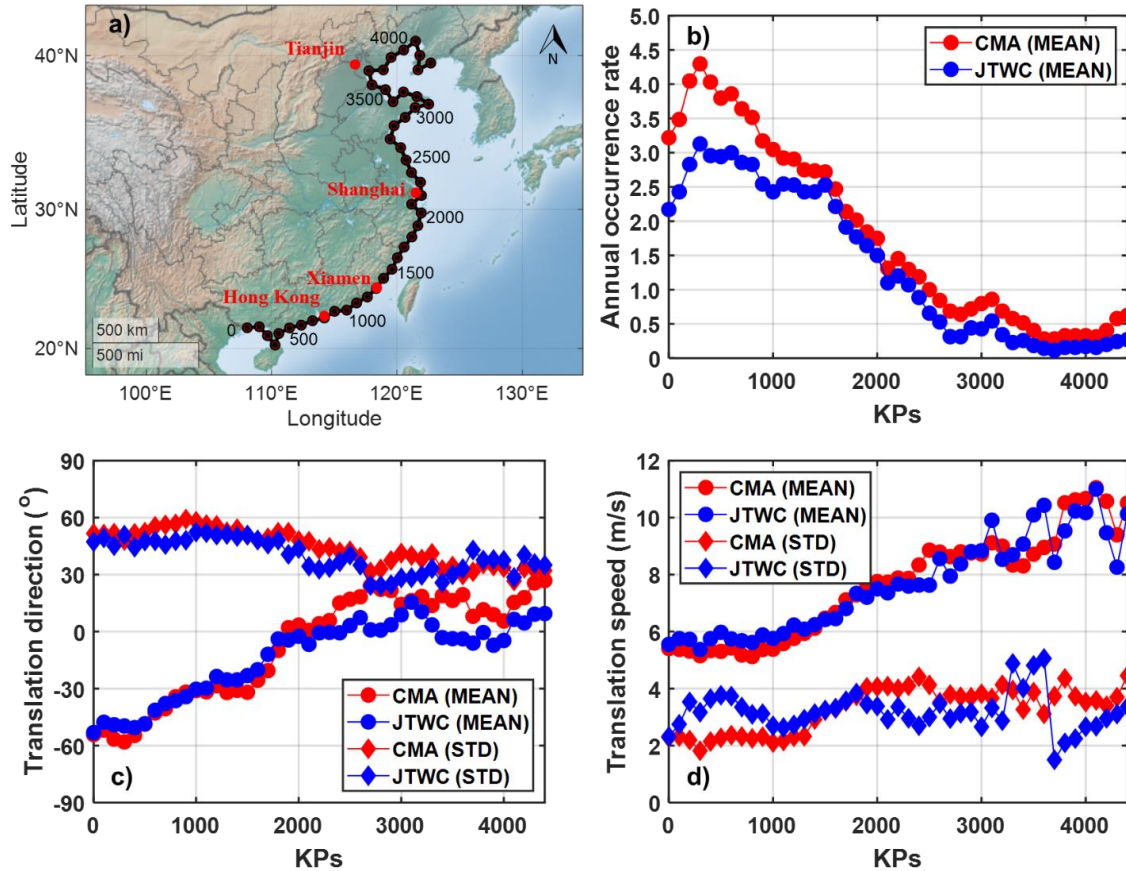 a)
N
40°N
30°N
20°N
Latitude
Tianjin
4000
3500
3000
2500
Shanghai
2000
Xiamen
1500
Hong Kong
1000
500
0
500 km
500 mi
100°E 110°E 120°E 130°E
Longitude
b)
CMA (MEAN)
JTWC (MEAN)
5.0
4.5
4.0
3.5
3.0
2.5
2.0
1.5
1.0
0.5
0
Annual occurrence rate
0 1000 2000 3000 4000
KPs
90
60
30
0
-30
-60
-90
Translation direction (°)
CMA (MEAN)
JTWC (MEAN)
CMA (STD)
JTWC (STD)
c)
0 1000 2000 3000 4000
KPs
12
10
8
6
4
2
0
Translation speed (m/s)
CMA (MEAN)
JTWC (MEAN)
CMA (STD)
JTWC (STD)
d)
0 1000 2000 3000 4000
KPs